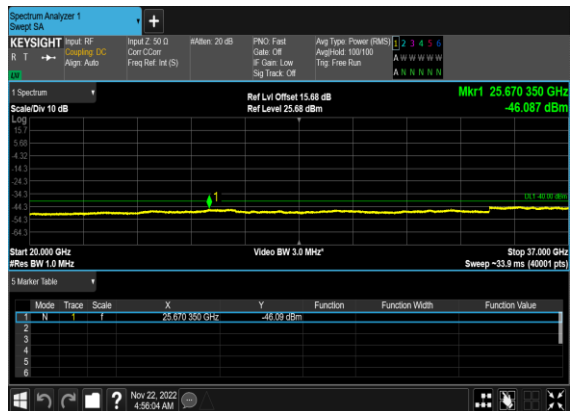 Spectrum Analyzer 1
Swept SA
+
KEYSIGHT Input: RF Input Z: 50 Ω #Atten: 20 dB PNO: Fast Avg Type: Power (RMS) 1 2 3 4 5 6
R T Coupling: DC Corr CCorr Gate: Off Avg|Hold: 100/100 A W W W W W
Align: Auto Freq Ref: Int (S) IF Gain: Low Trig: Free Run
LW Sig Track: Off A N N N N N
1 Spectrum Ref Lvl Offset 15.68 dB Mkr1 25.670 350 GHz
Scale/Div 10 dB Ref Level 25.68 dBm -46.087 dBm
Log
15.7
5.68
-4.32
-14.3
-24.3
1
-34.3 DL1 -40.00 dBm
-44.3
-54.3
-64.3
Start 20.000 GHz Video BW 3.0 MHz* Stop 37.000 GHz
#Res BW 1.0 MHz Sweep ~33.9 ms (40001 pts)
5 Marker Table
Mode Trace Scale X Y Function Function Width Function Value
1 N 1 f 25.670 350 GHz -46.09 dBm
2
3
4
5
6
? Nov 22, 2022
4:56:04 AM